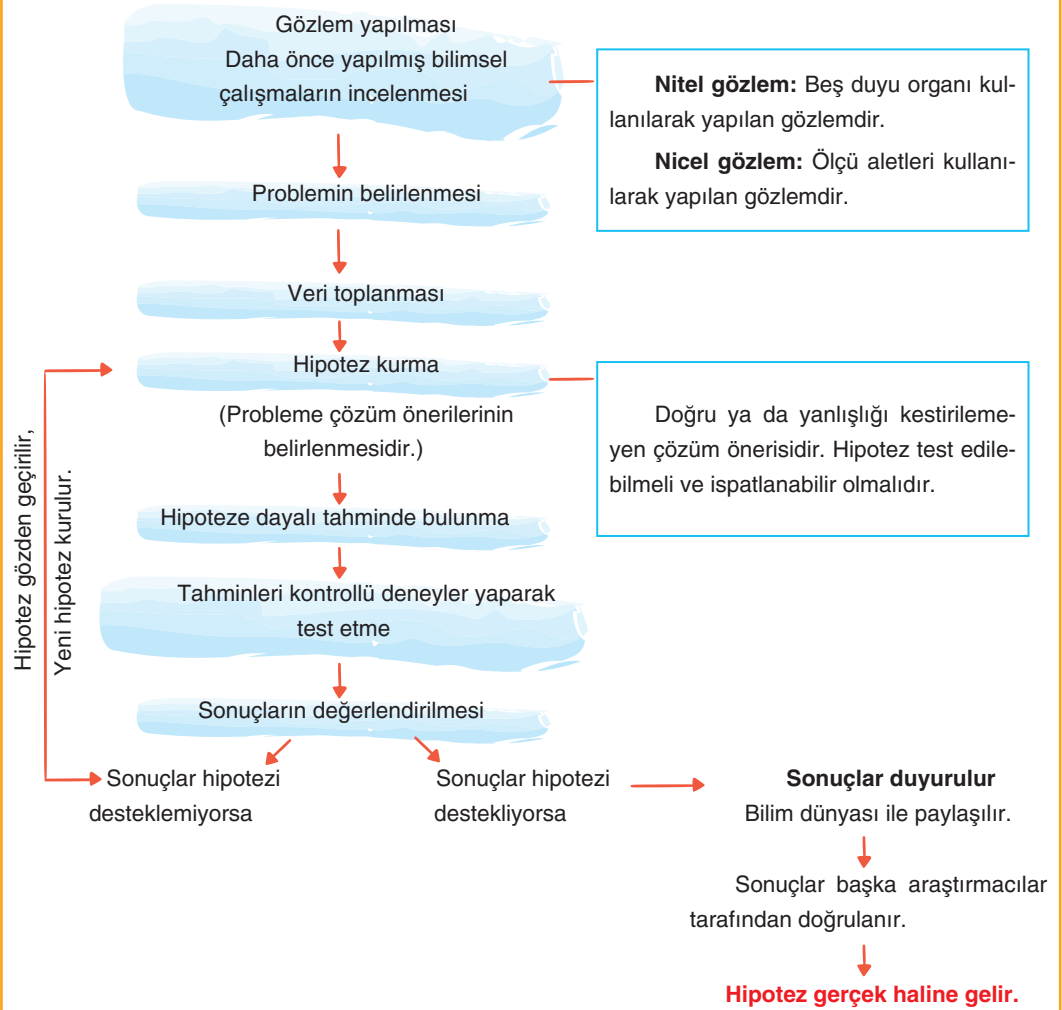 Gözlem yapılması
Daha önce yapılmış bilimsel
çalışmaların incelenmesi
Nitel gözlem: Beş duyu organı kul-
lanılarak yapılan gözlemdir.
Nicel gözlem: Ölçü aletleri kullanı-
larak yapılan gözlemdir.
Problemin belirlenmesi
Veri toplanması
Hipotez kurma
(Probleme çözüm önerilerinin
belirlenmesidir.)
Doğru ya da yanlışlığı kestirileme-
yen çözüm önerisidir. Hipotez test edile-
bilmeli ve ispatlanabilir olmalıdır.
Hipoteze dayalı tahminde bulunma
Tahminleri kontrollü deneyler yaparak
test etme
Sonuçların değerlendirilmesi
Hipotez gözden geçirilir,
Yeni hipotez kurulur.
Sonuçlar hipotezi
desteklemiyorsa
Sonuçlar hipotezi
destekliyorsa
Sonuçlar duyurulur
Bilim dünyası ile paylaşılır.
Sonuçlar başka araştırmacılar
tarafından doğrulanır.
Hipotez gerçek haline gelir.